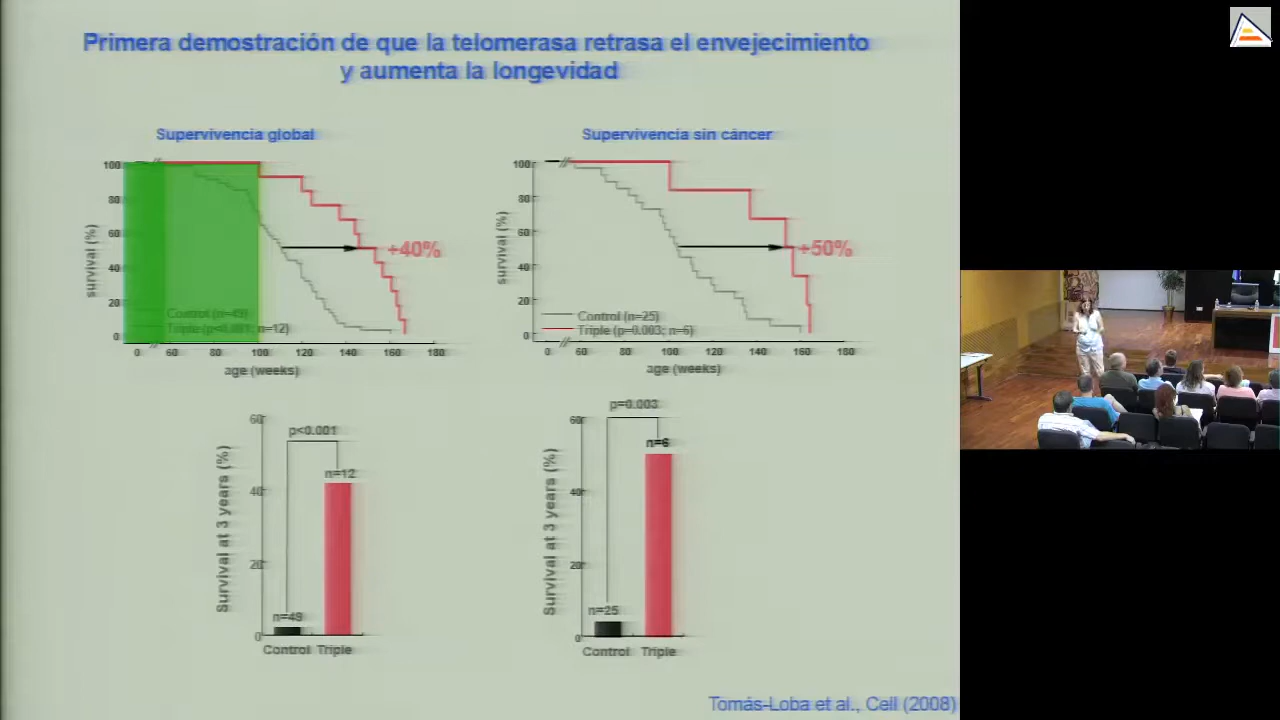 Primera demostración de que la telomerasa retrasa el envejecimiento
y aumenta la longevidad
Supervivencia global
100
80
60
40
20
0
survival (%)
+40%
Control (n=49)
Triple (p<0.001; n=12)
0 60 80 100 120 140 160 180
age (weeks)
Supervivencia sin cáncer
100
80
60
40
20
0
survival (%)
+50%
Control (n=25)
Triple (p=0.003; n=6)
0 60 80 100 120 140 160 180
age (weeks)
60
40
20
0
Survival at 3 years (%)
p<0.001
n=12
n=49
Control Triple
60
40
20
0
Survival at 3 years (%)
p=0.003
n=6
n=25
Control Triple
Tomás-Loba et al., Cell (2008)